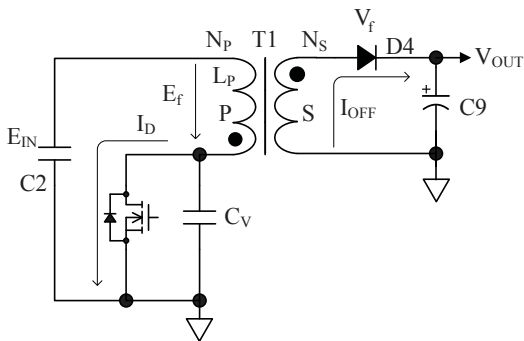 V_f
N_P T1 N_S D4
V_OUT
L_P
E_f
P S I_OFF + C9
I_D
E_IN
C2
C_V